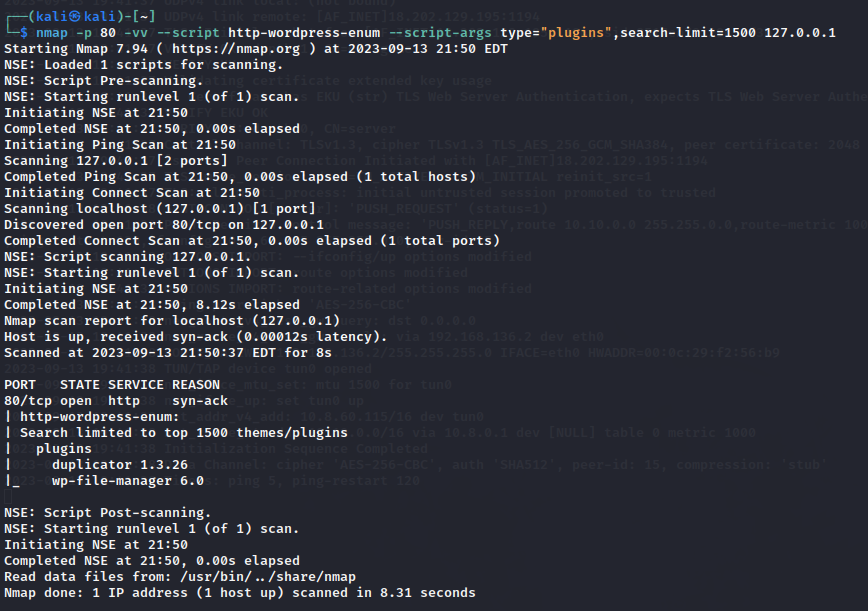 ┌──(kali㉿kali)-[~]
└─$ nmap -p 80 -vv --script http-wordpress-enum --script-args type="plugins",search-limit=1500 127.0.0.1
Starting Nmap 7.94 ( https://nmap.org ) at 2023-09-13 21:50 EDT
NSE: Loaded 1 scripts for scanning.
NSE: Script Pre-scanning.
NSE: Starting runlevel 1 (of 1) scan.
Initiating NSE at 21:50
Completed NSE at 21:50, 0.00s elapsed
Initiating Ping Scan at 21:50
Scanning 127.0.0.1 [2 ports]
Completed Ping Scan at 21:50, 0.00s elapsed (1 total hosts)
Initiating Connect Scan at 21:50
Scanning localhost (127.0.0.1) [1 port]
Discovered open port 80/tcp on 127.0.0.1
Completed Connect Scan at 21:50, 0.00s elapsed (1 total ports)
NSE: Script scanning 127.0.0.1.
NSE: Starting runlevel 1 (of 1) scan.
Initiating NSE at 21:50
Completed NSE at 21:50, 8.12s elapsed
Nmap scan report for localhost (127.0.0.1)
Host is up, received syn-ack (0.00012s latency).
Scanned at 2023-09-13 21:50:37 EDT for 8s
PORT   STATE SERVICE REASON
80/tcp open  http    syn-ack
| http-wordpress-enum:
| Search limited to top 1500 themes/plugins
|   plugins
|     duplicator 1.3.26
|_    wp-file-manager 6.0
NSE: Script Post-scanning.
NSE: Starting runlevel 1 (of 1) scan.
Initiating NSE at 21:50
Completed NSE at 21:50, 0.00s elapsed
Read data files from: /usr/bin/../share/nmap
Nmap done: 1 IP address (1 host up) scanned in 8.31 seconds